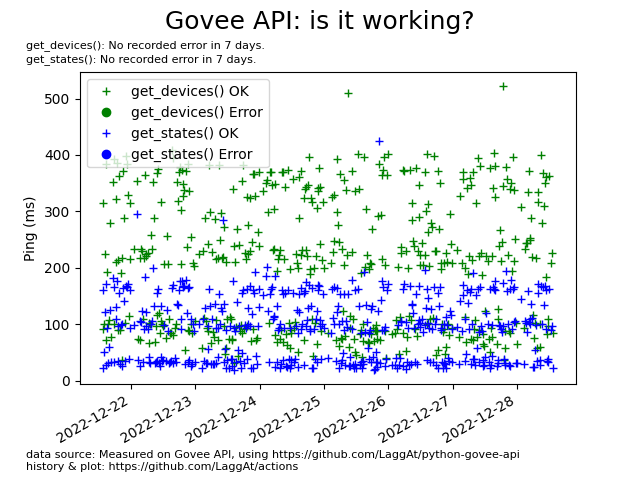 Govee API: is it working?
get_devices(): No recorded error in 7 days.
get_states(): No recorded error in 7 days.
get_devices() OK
get_devices() Error
get_states() OK
get_states() Error
500
400
300
200
100
0
Ping (ms)
2022-12-22
2022-12-23
2022-12-24
2022-12-25
2022-12-26
2022-12-27
2022-12-28
data source: Measured on Govee API, using https://github.com/LaggAt/python-govee-api
history & plot: https://github.com/LaggAt/actions